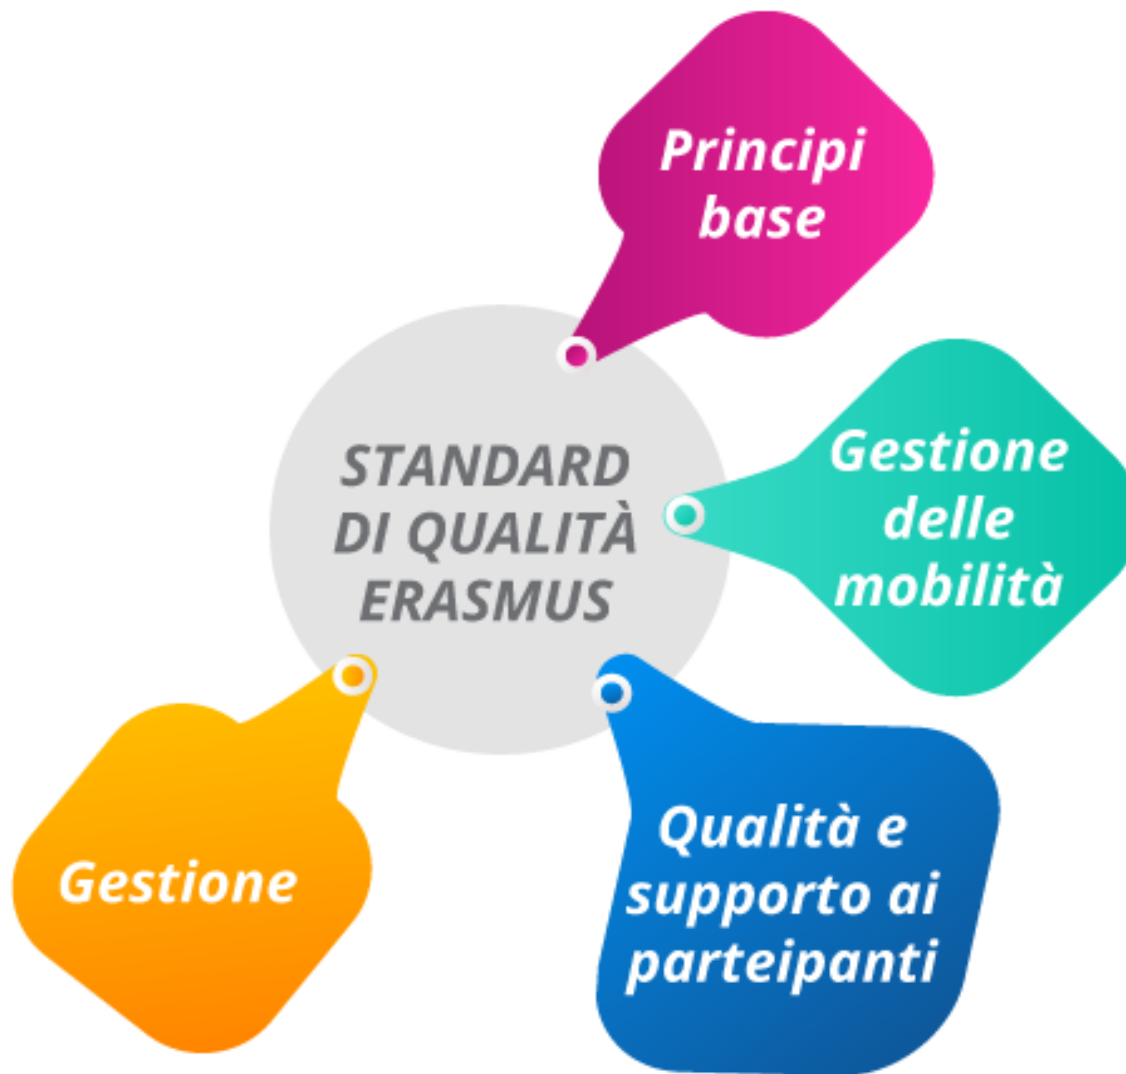 Principi
base
STANDARD
DI QUALITÀ
ERASMUS
Gestione
delle
mobilità
Qualità e
supporto ai
parteipanti
Gestione